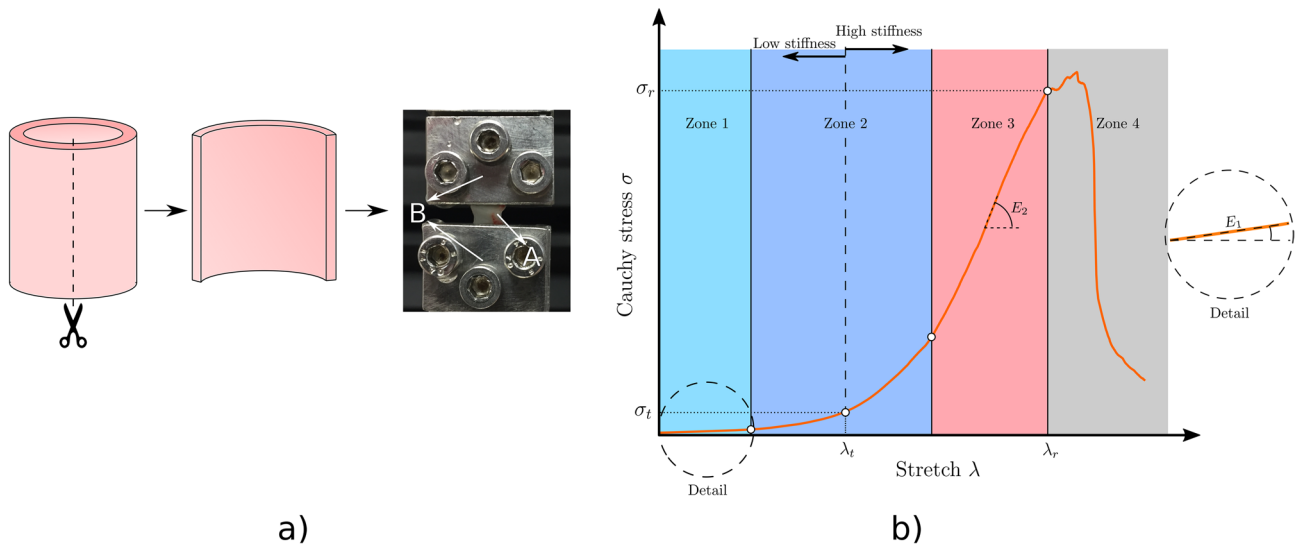 B
A
a)
Low stiffness
High stiffness
σr
Zone 1
Zone 2
Zone 3
Zone 4
Cauchy stress σ
E2
E1
Detail
σt
λt
λr
Stretch λ
Detail
b)